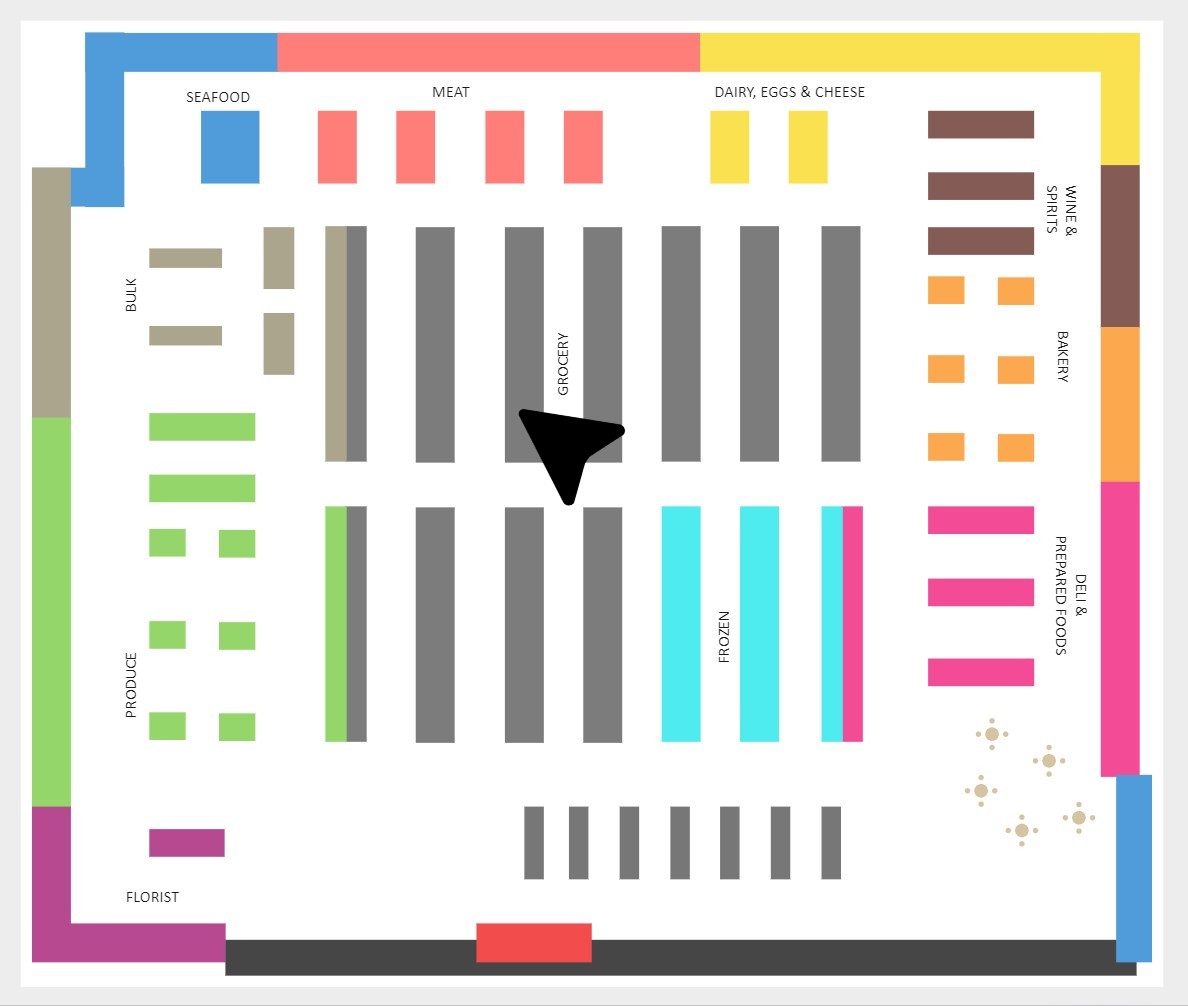 SEAFOOD
MEAT
DAIRY, EGGS & CHEESE
WINE &
SPIRITS
BULK
GROCERY
BAKERY
DELI &
PREPARED FOODS
FROZEN
PRODUCE
FLORIST